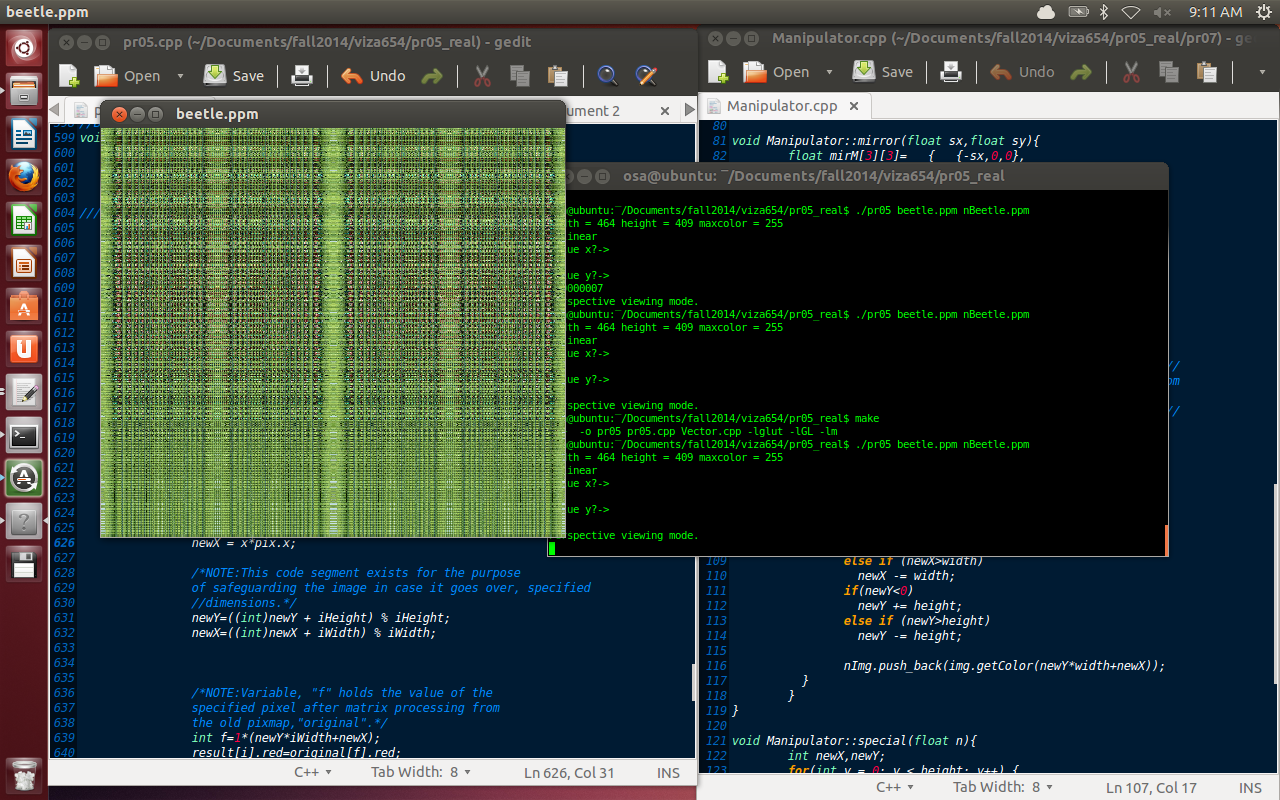 beetle.ppm
9:11 AM
pr05.cpp (~/Documents/fall2014/viza654/pr05_real) - gedit
Open
Save
Undo
ument 2
beetle.ppm
599 voi
600
601
602
603
604 ///
605
606
607
608
609
610
611
612
613
614
615
616
617
618
619
620
621
622
623
624
625
626 newX = x*pix.x;
627
628 /*NOTE:This code segment exists for the purpose
629 of safeguarding the image in case it goes over, specified
630 //dimensions.*/
631 newY=((int)newY + iHeight) % iHeight;
632 newX=((int)newX + iWidth) % iWidth;
633
634
635
636 /*NOTE:Variable, "f" holds the value of the
637 specified pixel after matrix processing from
638 the old pixmap,"original".*/
639 int f=1*(newY*iWidth+newX);
640 result[i].red=original[f].red;
C++
Tab Width: 8
Ln 626, Col 31
INS
osa@ubuntu: ~/Documents/fall2014/viza654/pr05_real
@ubuntu:~/Documents/fall2014/viza654/pr05_real$ ./pr05 beetle.ppm nBeetle.ppm
th = 464 height = 409 maxcolor = 255
inear
ue x?->
ue y?->
000007
spective viewing mode.
@ubuntu:~/Documents/fall2014/viza654/pr05_real$ ./pr05 beetle.ppm nBeetle.ppm
th = 464 height = 409 maxcolor = 255
inear
ue x?->
ue y?->
spective viewing mode.
@ubuntu:~/Documents/fall2014/viza654/pr05_real$ make
-o pr05 pr05.cpp Vector.cpp -lglut -lGL -lm
@ubuntu:~/Documents/fall2014/viza654/pr05_real$ ./pr05 beetle.ppm nBeetle.ppm
th = 464 height = 409 maxcolor = 255
inear
ue x?->
ue y?->
spective viewing mode.
Manipulator.cpp (~/Documents/fall2014/viza654/pr05_real/pr07) - ge
Open
Save
Undo
Manipulator.cpp
80
81 void Manipulator::mirror(float sx,float sy){
82 float mirM[3][3]= { {-sx,0,0},
//
om
//
109 else if (newX>width)
110 newX -= width;
111 if(newY<0)
112 newY += height;
113 else if (newY>height)
114 newY -= height;
115
116 nImg.push_back(img.getColor(newY*width+newX));
117 }
118 }
119 }
120
121 void Manipulator::special(float n){
122 int newX,newY;
123 for(int y = 0; y < height; y++) {
C++
Tab Width: 8
Ln 107, Col 17
INS